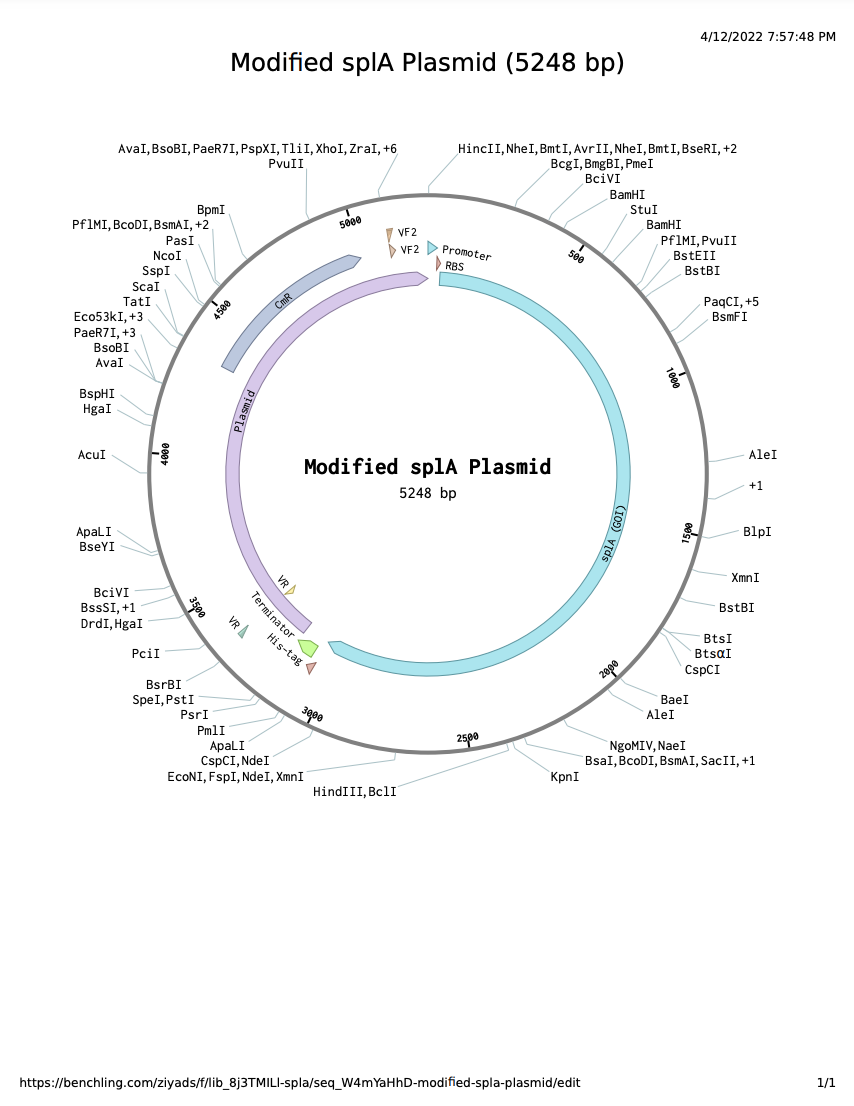 4/12/2022 7:57:48 PM
Modified splA Plasmid (5248 bp)
AvaI,BsoBI,PaeR7I,PspXI,TliI,XhoI,ZraI,+6
HincII,NheI,BmtI,AvrII,NheI,BmtI,BseRI,+2
PvuII
BcgI,BmgBI,PmeI
BciVI
BamHI
BpmI
StuI
PflMI,BcoDI,BsmAI,+2
BamHI
PasI
PflMI,PvuII
NcoI
BstEII
SspI
BstBI
ScaI
TatI
PaqCI,+5
Eco53kI,+3
BsmFI
PaeR7I,+3
BsoBI
AvaI
BspHI
HgaI
AcuI
AleI
+1
ApaLI
BlpI
BseYI
XmnI
BciVI
BssSI,+1
BstBI
DrdI,HgaI
BtsI
PciI
BtsαI
CspCI
BsrBI
SpeI,PstI
BaeI
PsrI
AleI
PmlI
ApaLI
NgoMIV,NaeI
CspCI,NdeI
BsaI,BcoDI,BsmAI,SacII,+1
EcoNI,FspI,NdeI,XmnI
KpnI
HindIII,BclI
5000
500
1000
1500
2000
2500
3000
3500
4000
4500
VF2
VF2
Promoter
RBS
CmR
Plasmid
splA (GOI)
VR
Terminator
VR
His-tag
Modified splA Plasmid
5248 bp
https://benchling.com/ziyads/f/lib_8j3TMILl-spla/seq_W4mYaHhD-modified-spla-plasmid/edit
1/1